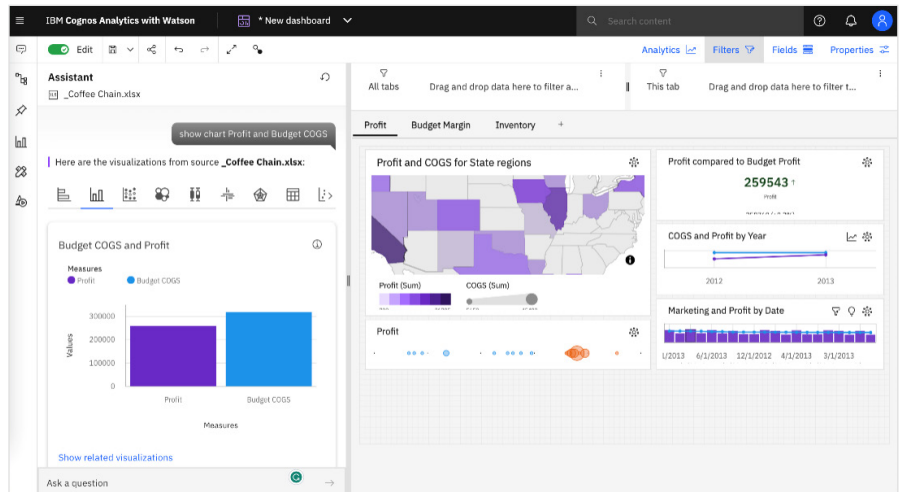 IBM Cognos Analytics with Watson
* New dashboard
Search content
Edit
Analytics
Filters
Fields
Properties
Assistant
_Coffee Chain.xlsx
show chart Profit and Budget COGS
Here are the visualizations from source _Coffee Chain.xlsx:
Budget COGS and Profit
Measures
Profit
Budget COGS
300000
200000
100000
0
Values
Profit
Budget COGS
Measures
Show related visualizations
Ask a question
All tabs
Drag and drop data here to filter a...
This tab
Drag and drop data here to filter t...
Profit
Budget Margin
Inventory
Profit and COGS for State regions
Profit (Sum)
COGS (Sum)
Profit
Profit compared to Budget Profit
259543
Profit
COGS and Profit by Year
2012
2013
Marketing and Profit by Date
1/2013
6/1/2013
12/1/2012
4/1/2013
3/1/2013